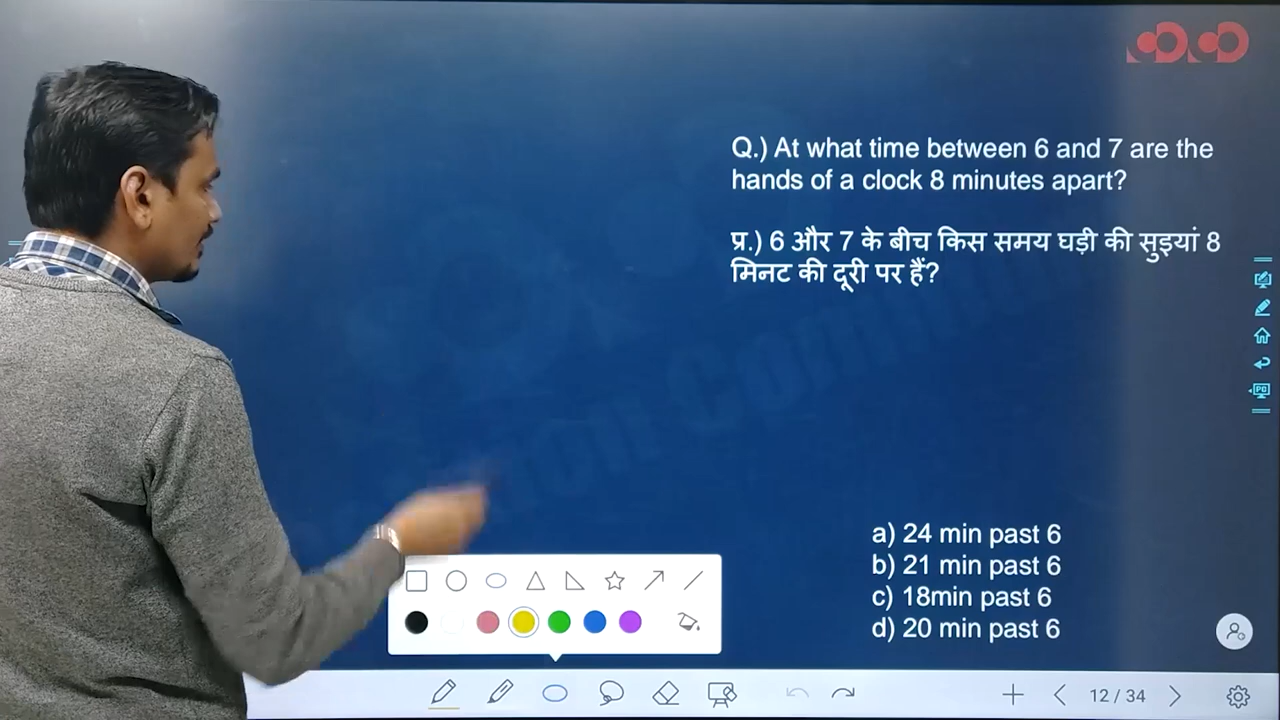 Q.) At what time between 6 and 7 are the
hands of a clock 8 minutes apart?
प्र.) 6 और 7 के बीच किस समय घड़ी की सुइयां 8
मिनट की दूरी पर हैं?
a) 24 min past 6
b) 21 min past 6
c) 18min past 6
d) 20 min past 6
12 / 34